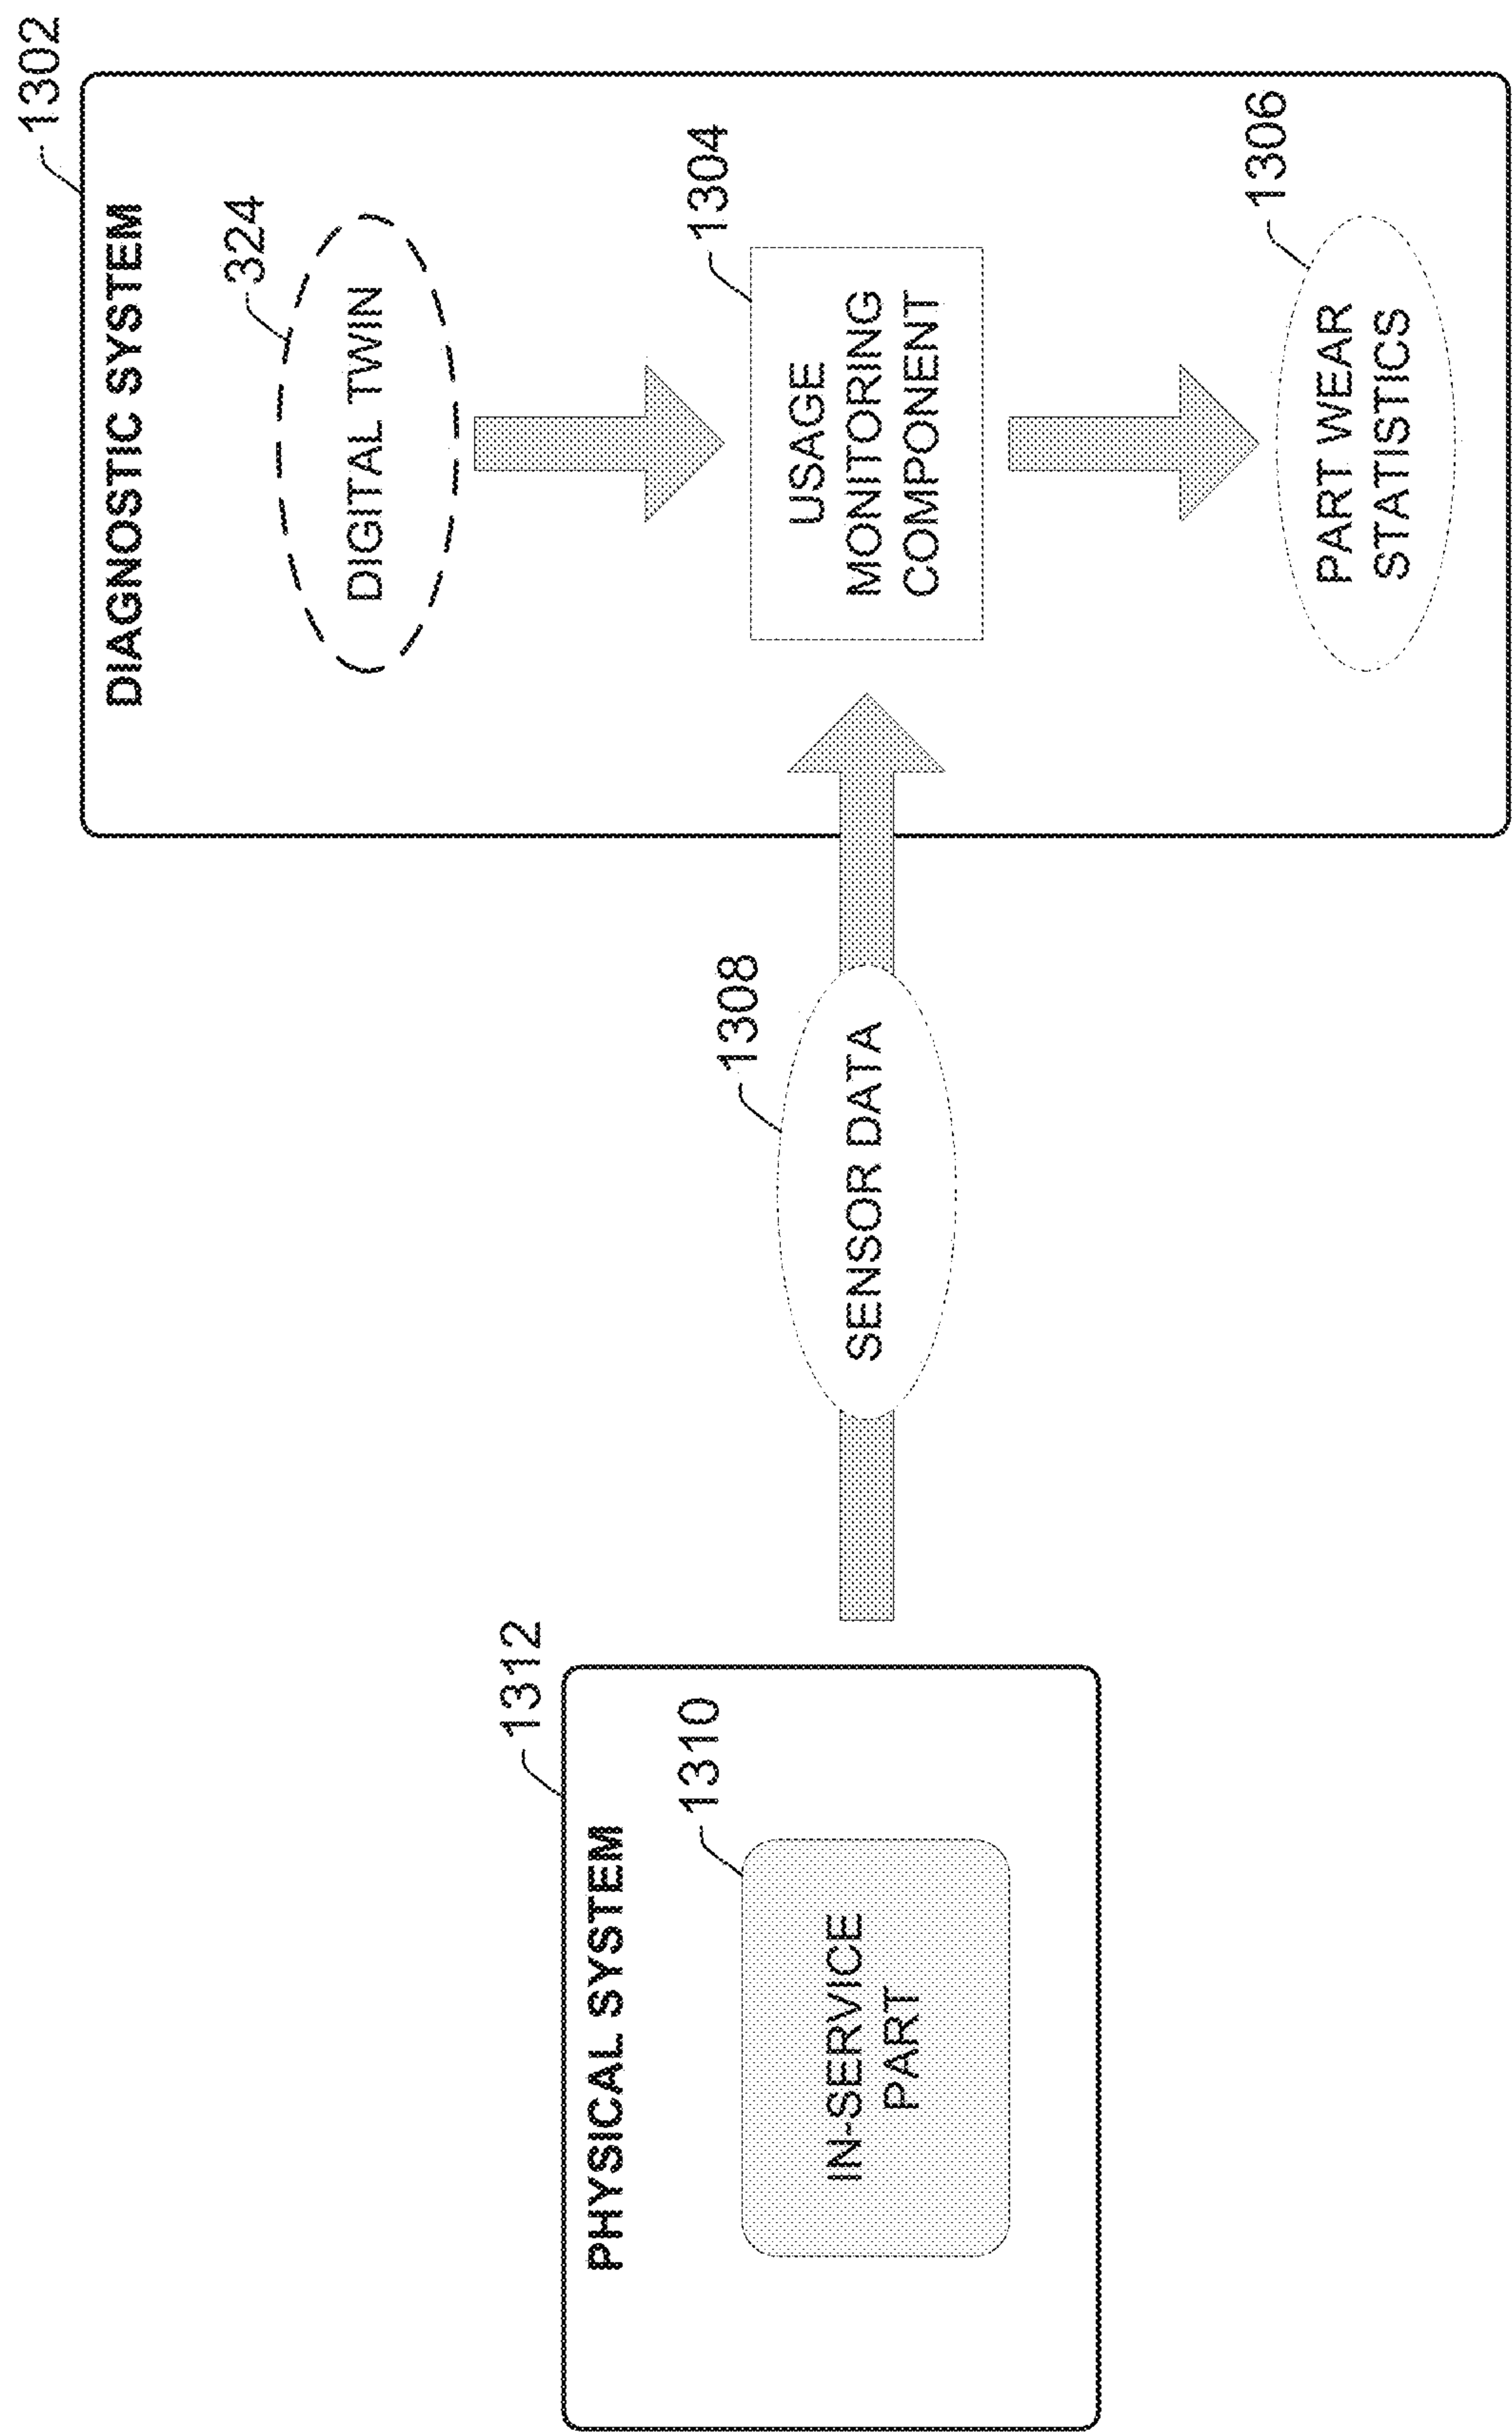 1302
DIAGNOSTIC SYSTEM
324
DIGITAL TWIN
1304
USAGE
MONITORING
COMPONENT
1306
PART WEAR
STATISTICS
1308
SENSOR DATA
1312
PHYSICAL SYSTEM
1310
IN-SERVICE
PART